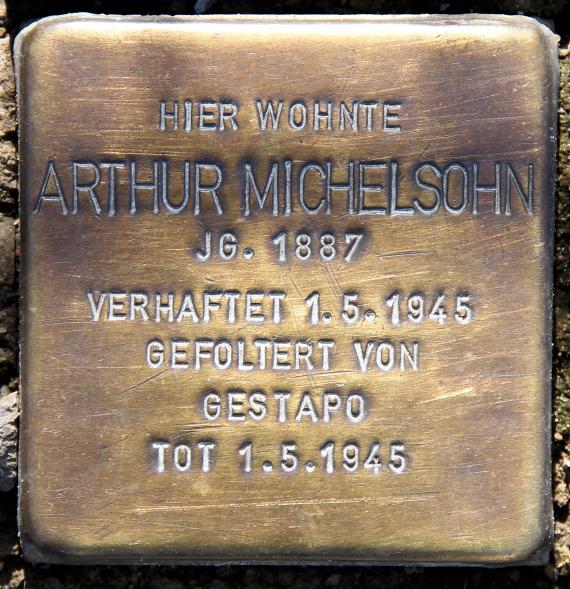 HIER WOHNTE
ARTHUR MICHELSOHN
JG. 1887
VERHAFTET 1.5.1945
GEFOLTERT VON
GESTAPO
TOT 1.5.1945